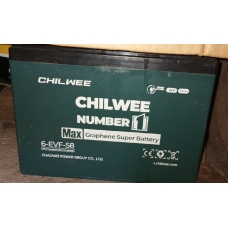 CHILWEE
CHILWEE
NUMBER 1
Max Graphene Super Battery
6-EVF-58
CHAOWEI POWER GROUP CO., LTD